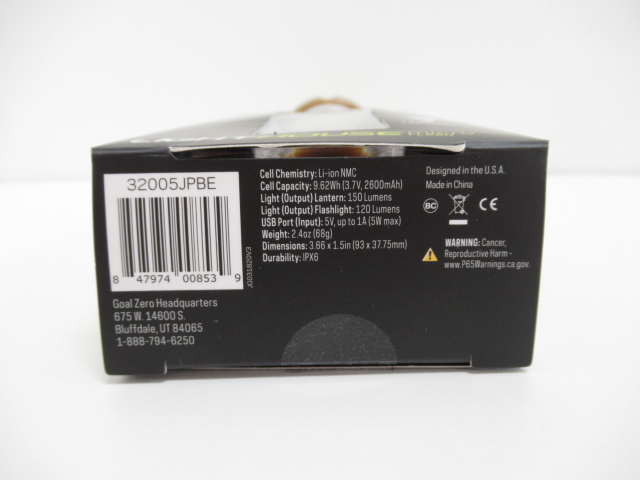 LIGHTHOUSE
32005JPBE
8 47974 00853 9
JG031820V3
Goal Zero Headquarters
675 W. 14600 S.
Bluffdale, UT 84065
1-888-794-6250
Cell Chemistry: Li-ion NMC
Cell Capacity: 9.62Wh (3.7V, 2600mAh)
Light (Output) Lantern: 150 Lumens
Light (Output) Flashlight: 120 Lumens
USB Port (Input): 5V, up to 1A (5W max)
Weight: 2.4oz (68g)
Dimensions: 3.66 x 1.5in (93 x 37.75mm)
Durability: IPX6
Designed in the U.S.A.
Made in China
BC CE
WARNING: Cancer,
Reproductive Harm -
www.P65Warnings.ca.gov.